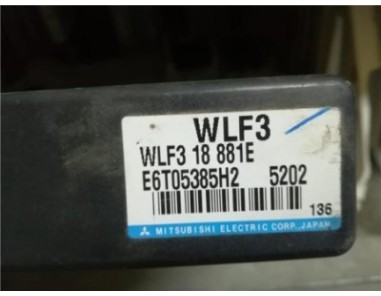 WLF3
WLF3 18 881E
E6T05385H2 5202
136
MITSUBISHI ELECTRIC CORP. JAPAN